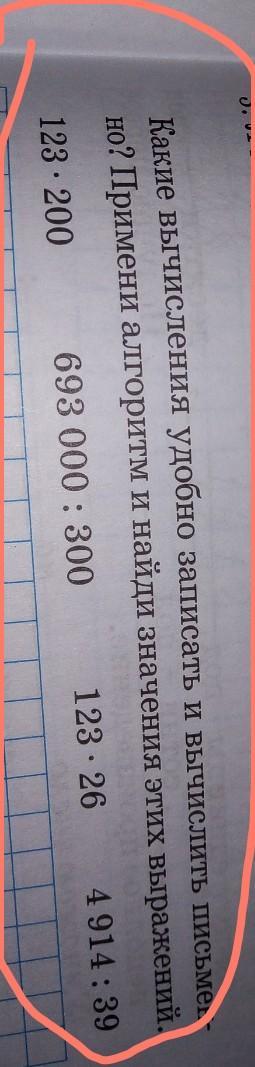 Какие вычисления удобно записать и вычислить письмен-
но? Примени алгоритм и найди значения этих выражений.
123 · 200 693 000 : 300 123 · 26 4 914 : 39